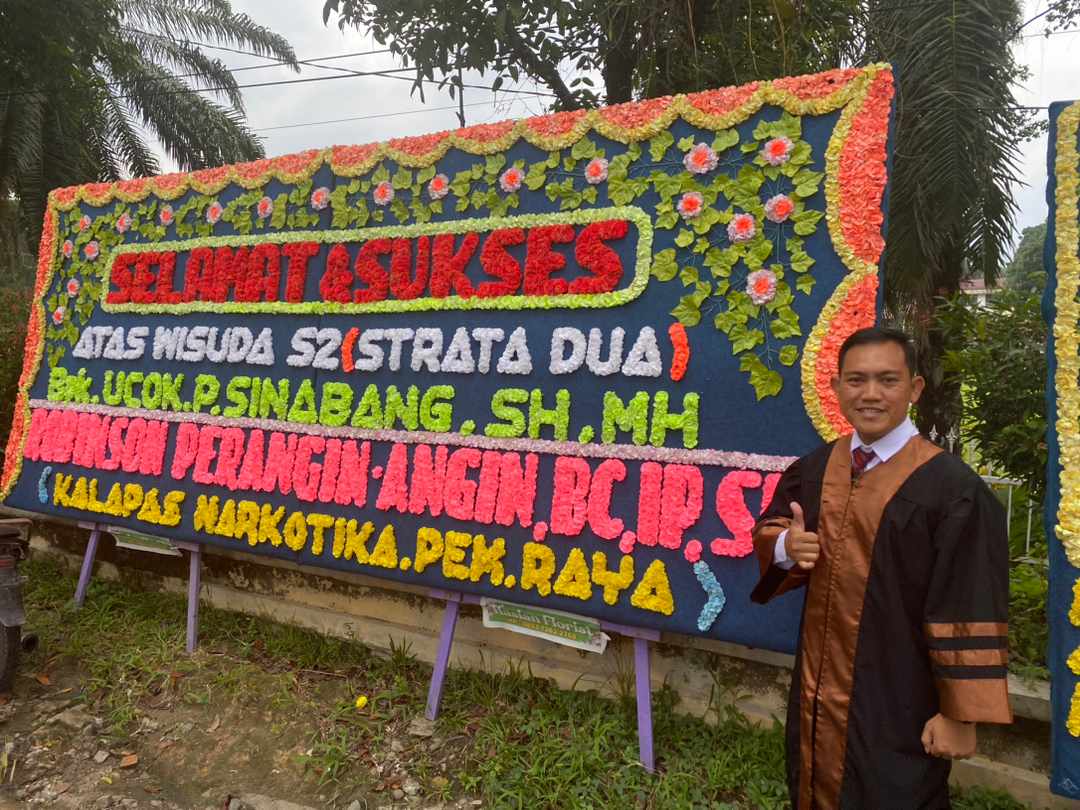 SELAMAT & SUKSES
ATAS WISUDA S2 (STRATA DUA)
Bpk. UCOK.P.SINABANG, SH, MH
ROBINSON PERANGIN-ANGIN, BC,IP,S
(KALAPAS NARKOTIKA.PEK.RAYA)
Florist